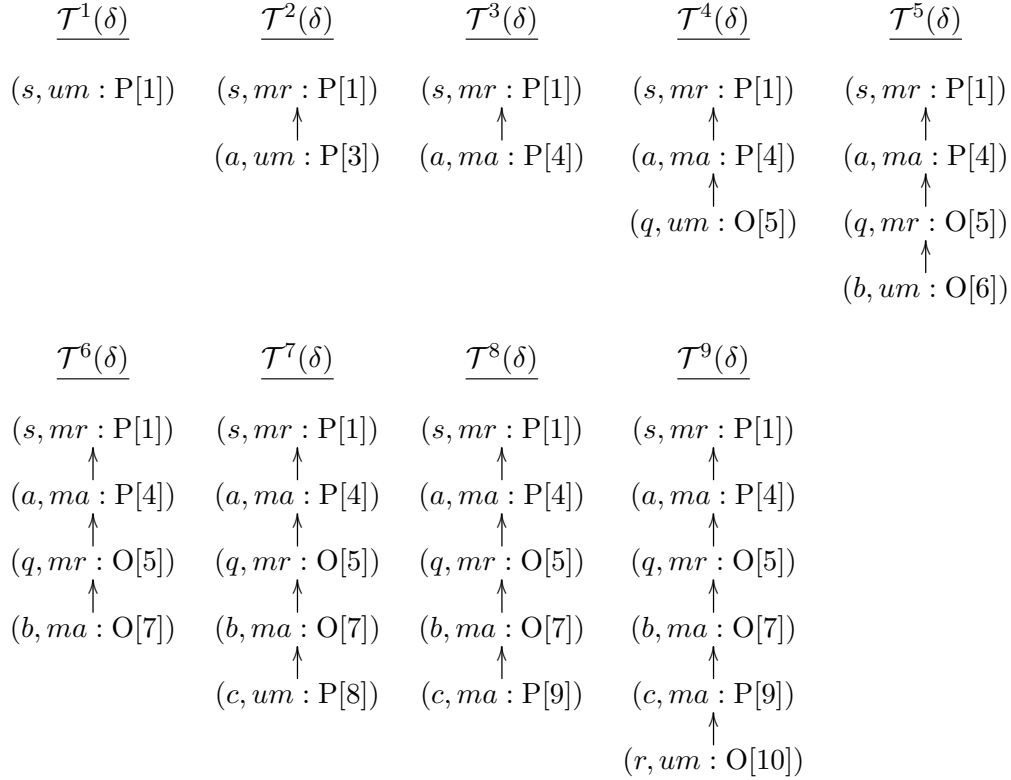 𝒯¹(δ) 𝒯²(δ) 𝒯³(δ) 𝒯⁴(δ) 𝒯⁵(δ)
(s, um : P[1]) (s, mr : P[1]) (s, mr : P[1]) (s, mr : P[1]) (s, mr : P[1])
(a, um : P[3]) (a, ma : P[4]) (a, ma : P[4]) (a, ma : P[4])
(q, um : O[5]) (q, mr : O[5])
(b, um : O[6])
𝒯⁶(δ) 𝒯⁷(δ) 𝒯⁸(δ) 𝒯⁹(δ)
(s, mr : P[1]) (s, mr : P[1]) (s, mr : P[1]) (s, mr : P[1])
(a, ma : P[4]) (a, ma : P[4]) (a, ma : P[4]) (a, ma : P[4])
(q, mr : O[5]) (q, mr : O[5]) (q, mr : O[5]) (q, mr : O[5])
(b, ma : O[7]) (b, ma : O[7]) (b, ma : O[7]) (b, ma : O[7])
(c, um : P[8]) (c, ma : P[9]) (c, ma : P[9])
(r, um : O[10])